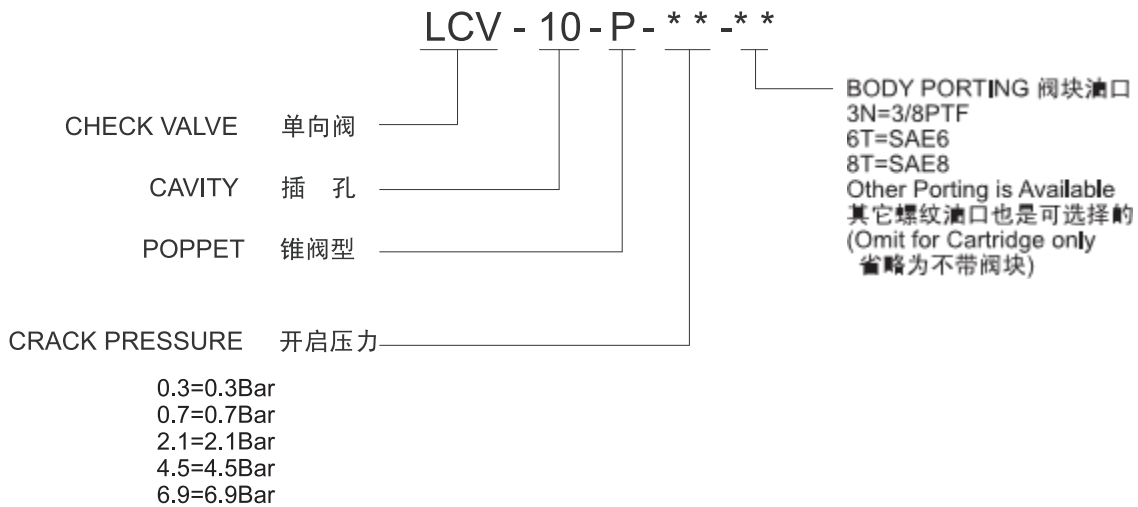 LCV - 10 - P - * * - * *
CHECK VALVE 单向阀
CAVITY 插 孔
POPPET 锥阀型
CRACK PRESSURE 开启压力
0.3=0.3Bar
0.7=0.7Bar
2.1=2.1Bar
4.5=4.5Bar
6.9=6.9Bar
BODY PORTING 阀块油口
3N=3/8PTF
6T=SAE6
8T=SAE8
Other Porting is Available
其它螺纹油口也是可选择的
(Omit for Cartridge only
省略为不带阀块)